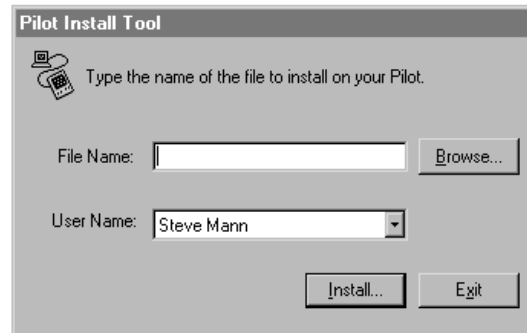 Pilot Install Tool
Type the name of the file to install on your Pilot.
File Name:
Browse...
User Name: Steve Mann
Install... Exit